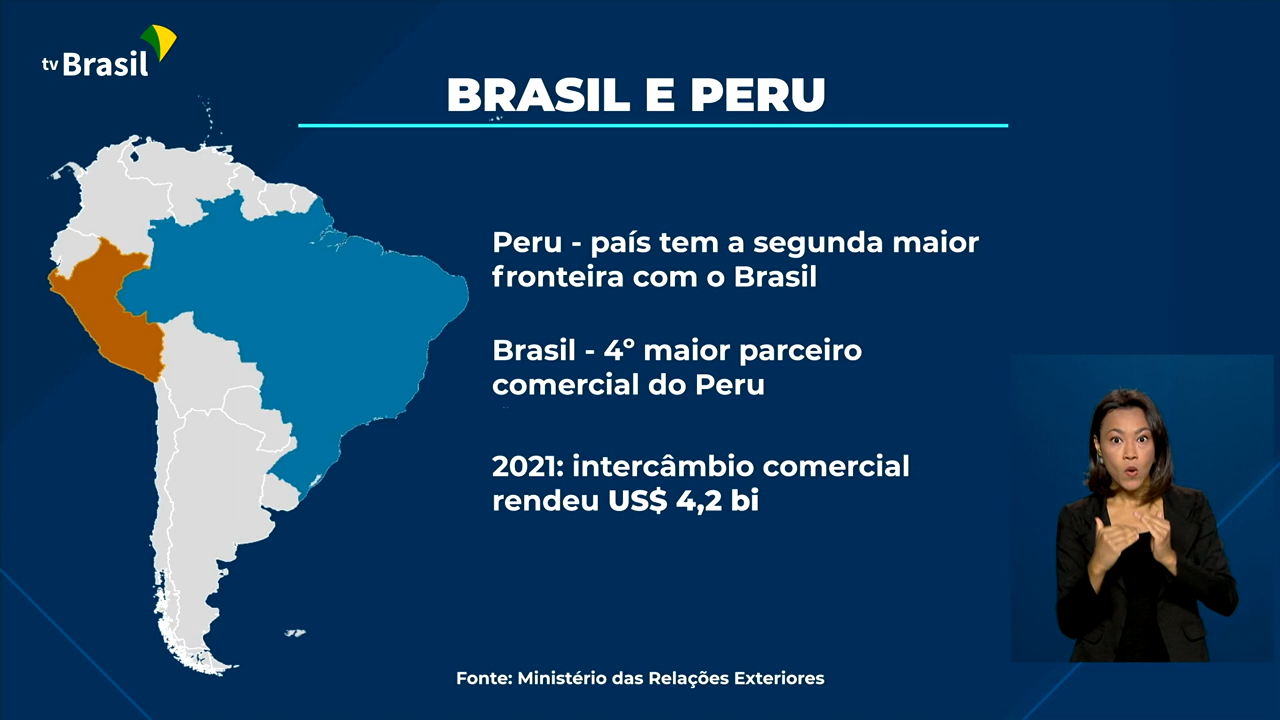 tv Brasil
BRASIL E PERU
Peru - país tem a segunda maior
fronteira com o Brasil
Brasil - 4º maior parceiro
comercial do Peru
2021: intercâmbio comercial
rendeu US$ 4,2 bi
Fonte: Ministério das Relações Exteriores